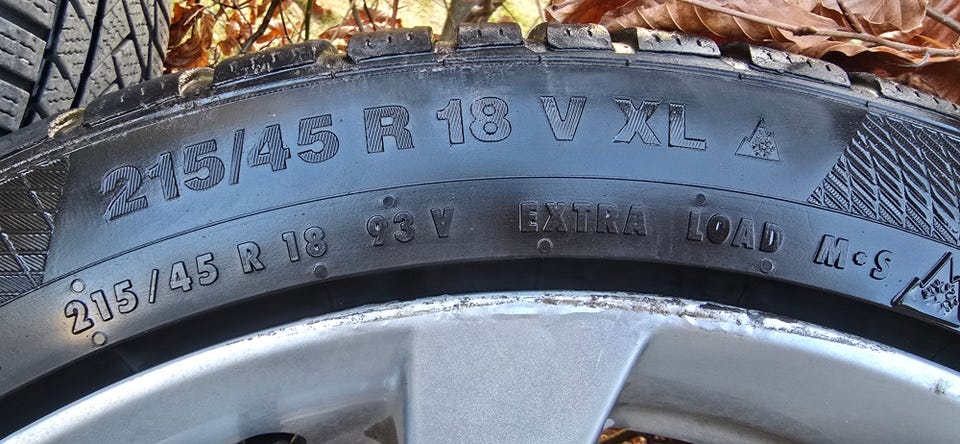 215/45 R 18 V XL
215/45 R 18 93 V EXTRA LOAD M•S